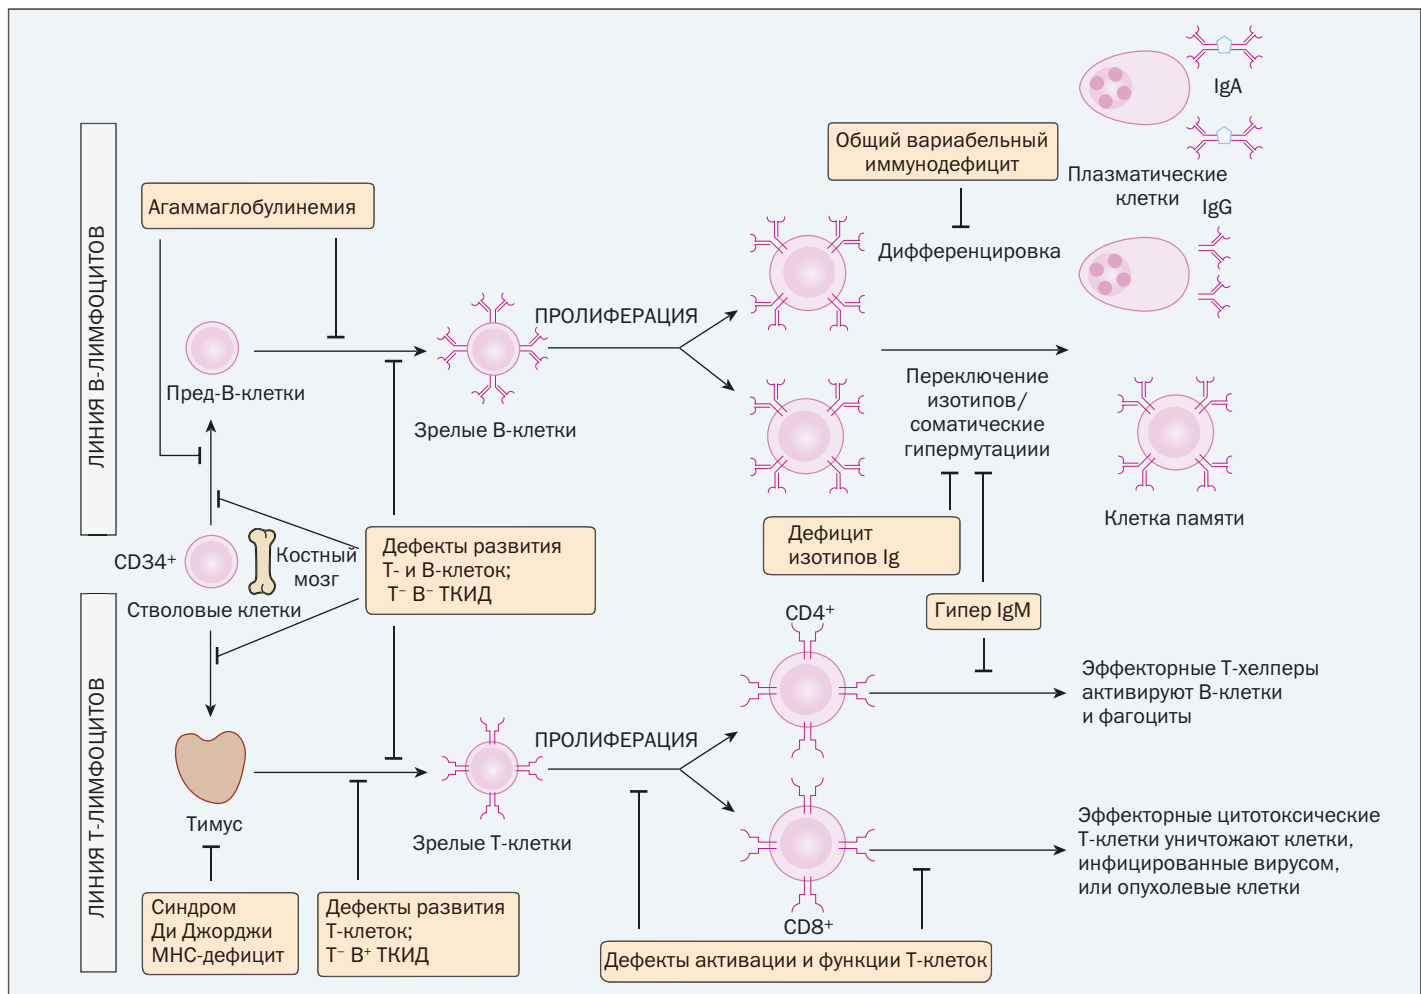 IgA
Общий вариабельный
иммунодефицит
Плазматические
клетки
IgG
Агаммаглобулинемия
Дифференцировка
ЛИНИЯ В-ЛИМФОЦИТОВ
ПРОЛИФЕРАЦИЯ
Пред-В-клетки
Зрелые В-клетки
Переключение
изотипов/
соматические
гипермутациии
Клетка памяти
CD34+
Костный
мозг
Стволовые клетки
Дефекты развития
Т- и В-клеток;
Т– В– ТКИД
Дефицит
изотипов Ig
Гипер IgM
CD4+
Эффекторные Т-хелперы
активируют В-клетки
и фагоциты
ЛИНИЯ Т-ЛИМФОЦИТОВ
ПРОЛИФЕРАЦИЯ
Тимус
Зрелые Т-клетки
Эффекторные цитотоксические
Т-клетки уничтожают клетки,
инфицированные вирусом,
или опухолевые клетки
CD8+
Синдром
Ди Джорджи
МНС-дефицит
Дефекты развития
Т-клеток;
Т– В+ ТКИД
Дефекты активации и функции Т-клеток